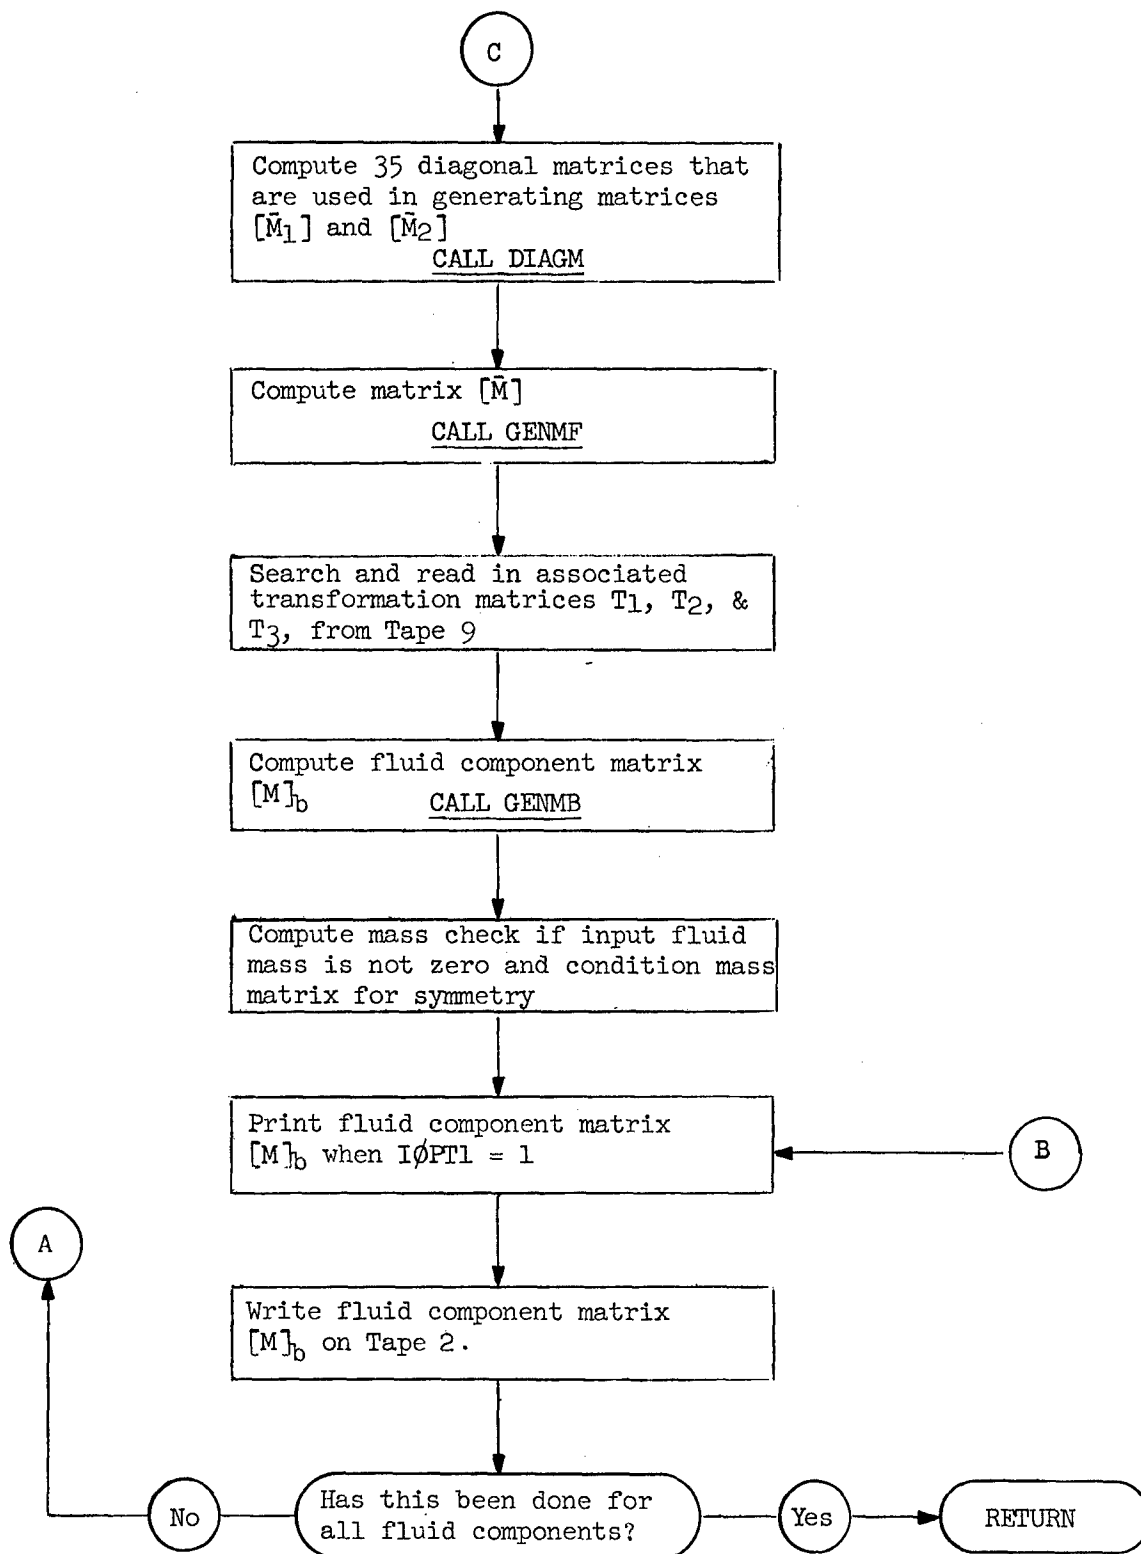 C
Compute 35 diagonal matrices that
are used in generating matrices
[M̄1] and [M̄2]
CALL DIAGM
Compute matrix [M̄]
CALL GENMF
Search and read in associated
transformation matrices T1, T2, &
T3, from Tape 9
Compute fluid component matrix
[M]b CALL GENMB
Compute mass check if input fluid
mass is not zero and condition mass
matrix for symmetry
Print fluid component matrix
[M]b when IØPT1 = 1
B
A
Write fluid component matrix
[M]b on Tape 2.
No
Has this been done for
all fluid components?
Yes
RETURN